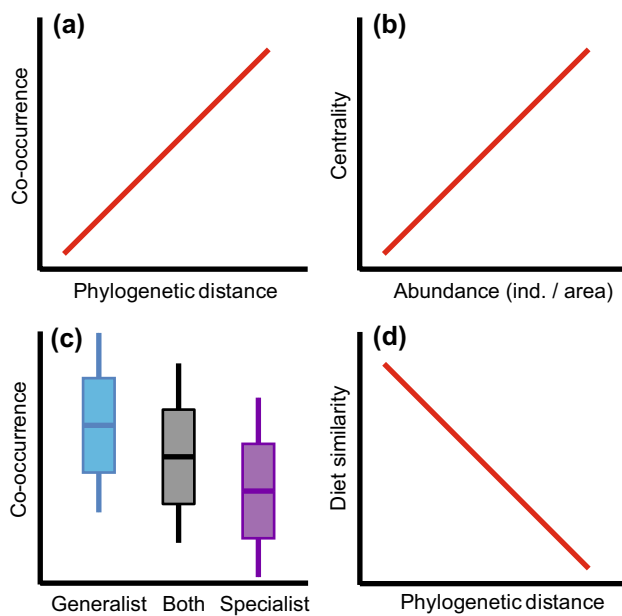 (a)
Co-occurrence
Phylogenetic distance
(b)
Centrality
Abundance (ind. / area)
(c)
Co-occurrence
Generalist Both Specialist
(d)
Diet similarity
Phylogenetic distance